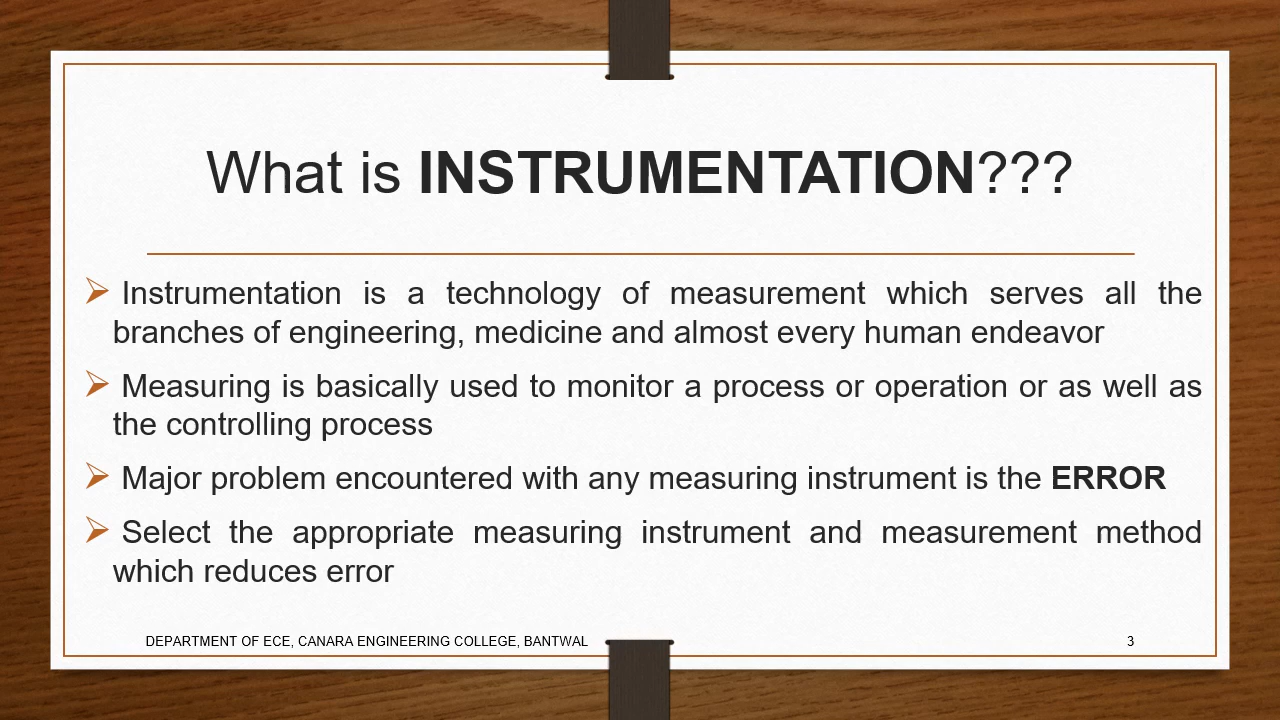 What is INSTRUMENTATION???
Instrumentation is a technology of measurement which serves all the
branches of engineering, medicine and almost every human endeavor
Measuring is basically used to monitor a process or operation or as well as
the controlling process
Major problem encountered with any measuring instrument is the ERROR
Select the appropriate measuring instrument and measurement method
which reduces error
DEPARTMENT OF ECE, CANARA ENGINEERING COLLEGE, BANTWAL
3